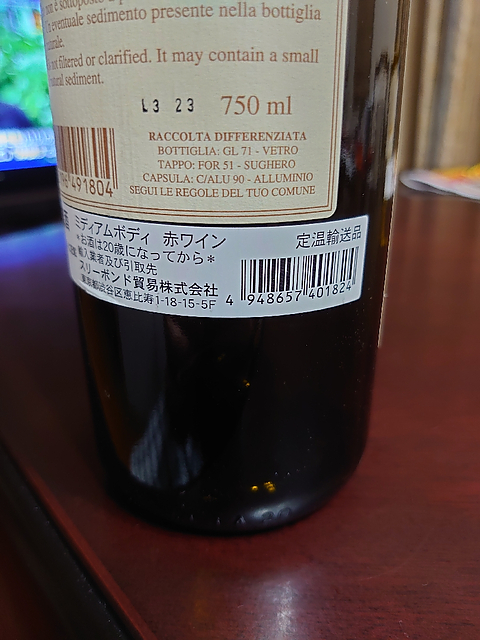 non è sottoposto a
eventuale sedimento presente nella bottiglia
not filtered or clarified. It may contain a small
natural sediment.
L3 23
750 ml
RACCOLTA DIFFERENZIATA
BOTTIGLIA: GL 71 - VETRO
TAPPO: FOR 51 - SUGHERO
CAPSULA: C/ALU 90 - ALLUMINIO
SEGUI LE REGOLE DEL TUO COMUNE
491804
ミディアムボディ 赤ワイン
定温輸送品
*お酒は20歳になってから*
輸入業者及び引取先
スリーボンド貿易株式会社
東京都渋谷区恵比寿1-18-15-5F
4 948657 401824